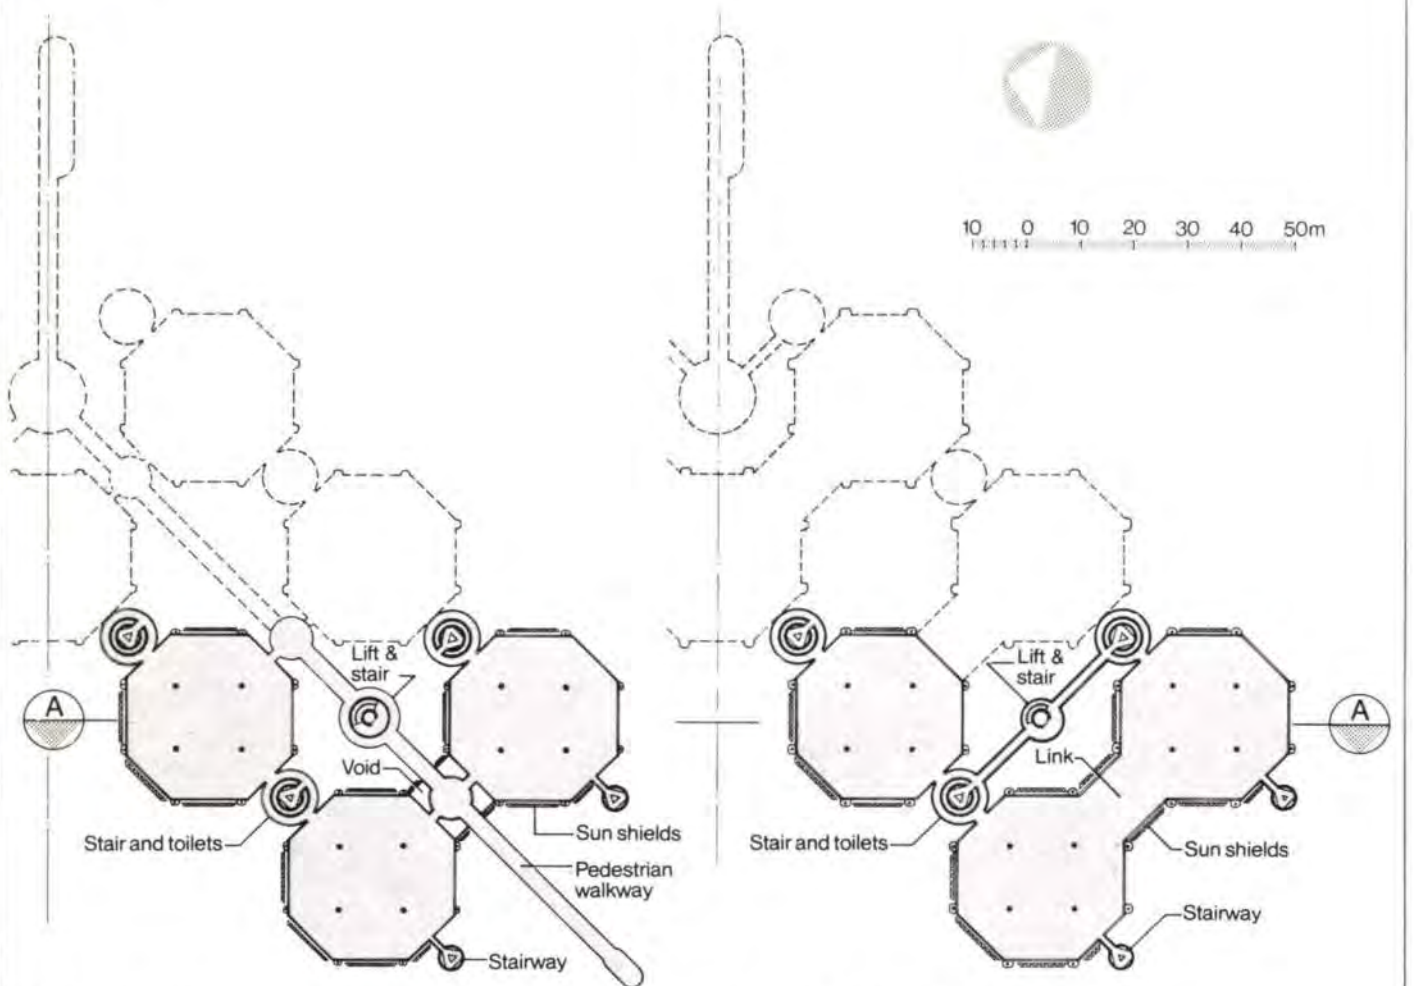 10 0 10 20 30 40 50m
Lift &
stair
A
Void
Stair and toilets
Sun shields
Pedestrian
walkway
Stairway
Lift &
stair
A
Link
Stair and toilets
Sun shields
Stairway